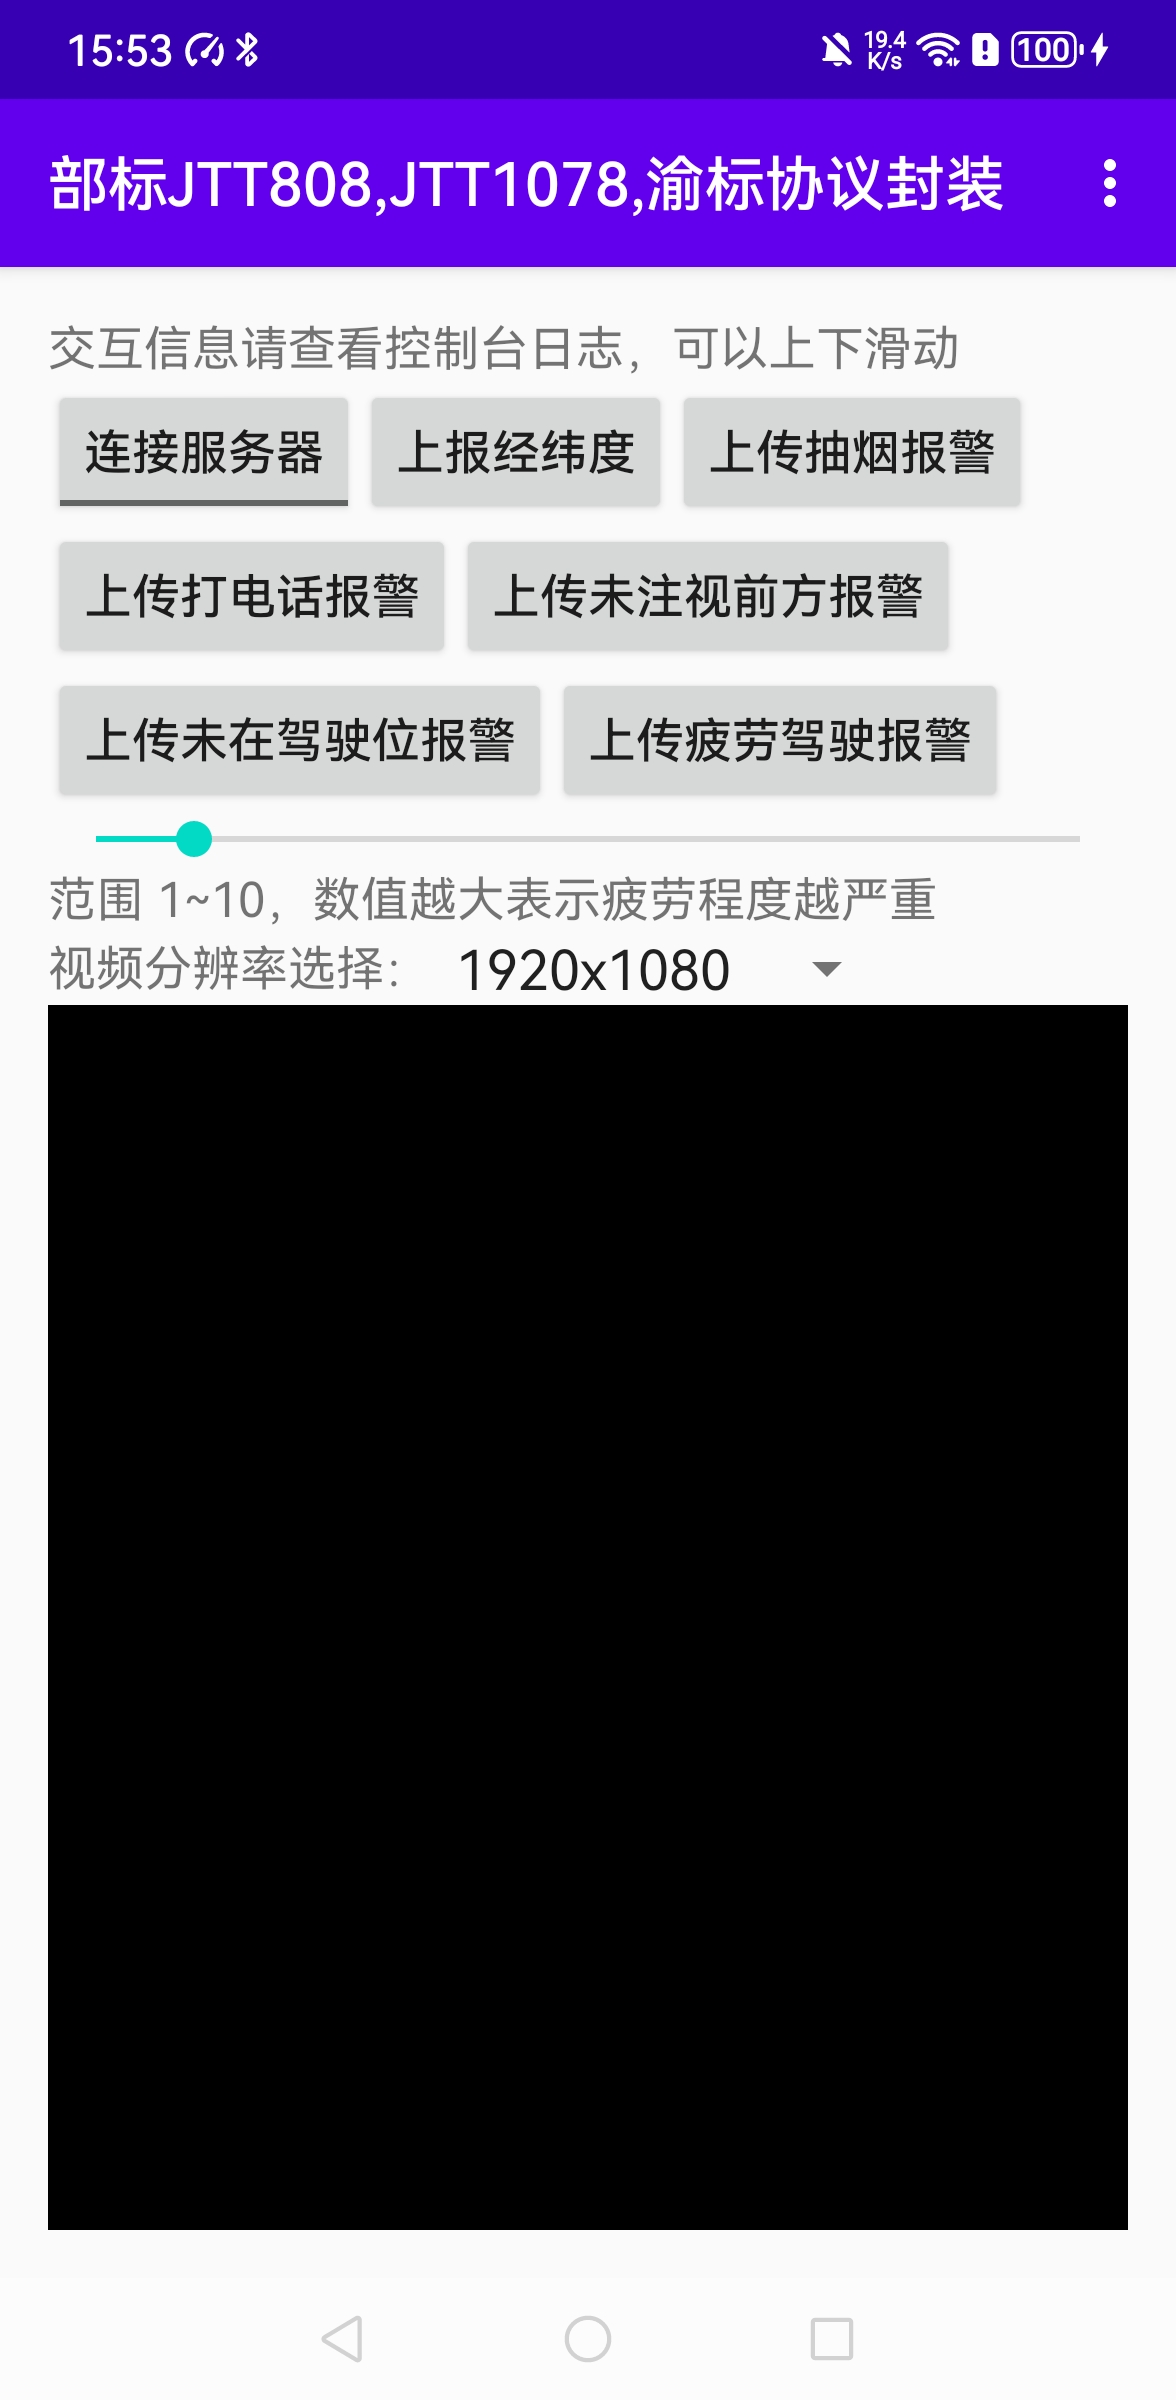 15:53 19.4 K/s 100
部标JTT808,JTT1078,渝标协议封装
交互信息请查看控制台日志，可以上下滑动
连接服务器 上报经纬度 上传抽烟报警
上传打电话报警 上传未注视前方报警
上传未在驾驶位报警 上传疲劳驾驶报警
范围 1~10，数值越大表示疲劳程度越严重
视频分辨率选择： 1920x1080